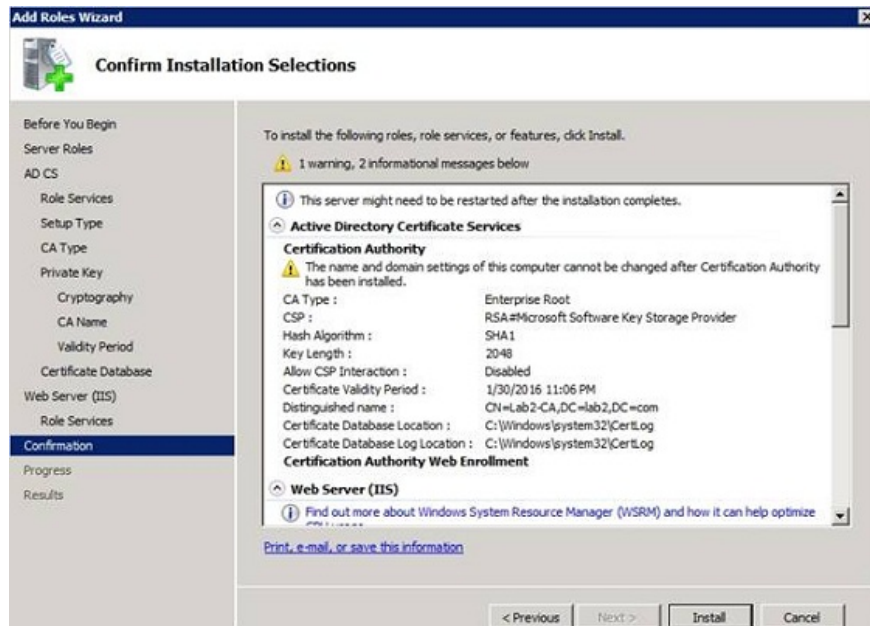 Add Roles Wizard
Confirm Installation Selections
Before You Begin
Server Roles
AD CS
Role Services
Setup Type
CA Type
Private Key
Cryptography
CA Name
Validity Period
Certificate Database
Web Server (IIS)
Role Services
Confirmation
Progress
Results
To install the following roles, role services, or features, click Install.
1 warning, 2 informational messages below
This server might need to be restarted after the installation completes.
Active Directory Certificate Services
Certification Authority
The name and domain settings of this computer cannot be changed after Certification Authority
has been installed.
CA Type : Enterprise Root
CSP : RSA#Microsoft Software Key Storage Provider
Hash Algorithm : SHA1
Key Length : 2048
Allow CSP Interaction : Disabled
Certificate Validity Period : 1/30/2016 11:06 PM
Distinguished name : CN=Lab2-CA,DC=lab2,DC=com
Certificate Database Location : C:\Windows\system32\CertLog
Certificate Database Log Location : C:\Windows\system32\CertLog
Certification Authority Web Enrollment
Web Server (IIS)
Find out more about Windows System Resource Manager (WSRM) and how it can help optimize
Print, e-mail, or save this information
< Previous Next > Install Cancel